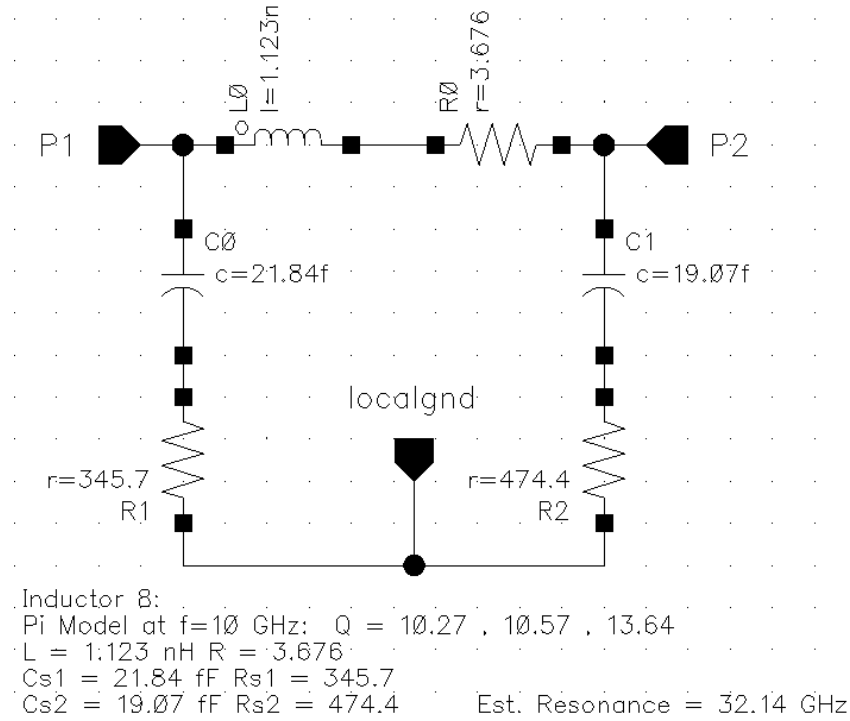 L0
l=1.123n
R0
r=3.676
P1
P2
C0
c=21.84f
C1
c=19.07f
localgnd
r=345.7
R1
r=474.4
R2
Inductor 8:
Pi Model at f=10 GHz: Q = 10.27 , 10.57 , 13.64
L = 1.123 nH R = 3.676
Cs1 = 21.84 fF Rs1 = 345.7
Cs2 = 19.07 fF Rs2 = 474.4 Est. Resonance = 32.14 GHz